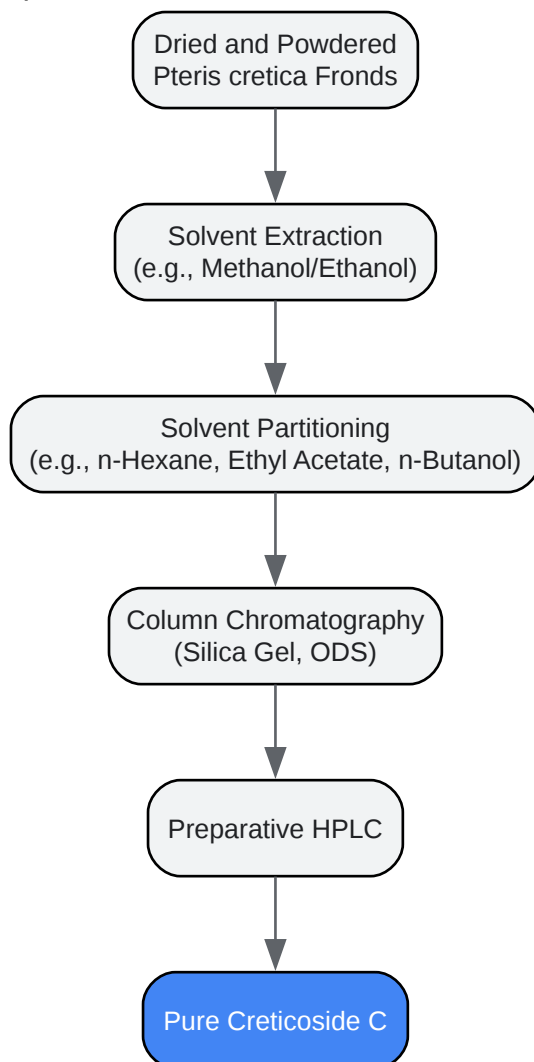 Dried and Powdered
Pteris cretica Fronds
Solvent Extraction
(e.g., Methanol/Ethanol)
Solvent Partitioning
(e.g., n-Hexane, Ethyl Acetate, n-Butanol)
Column Chromatography
(Silica Gel, ODS)
Preparative HPLC
Pure Creticoside C